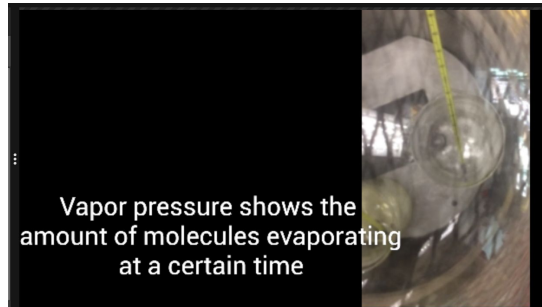 Vapor pressure shows the
amount of molecules evaporating
at a certain time